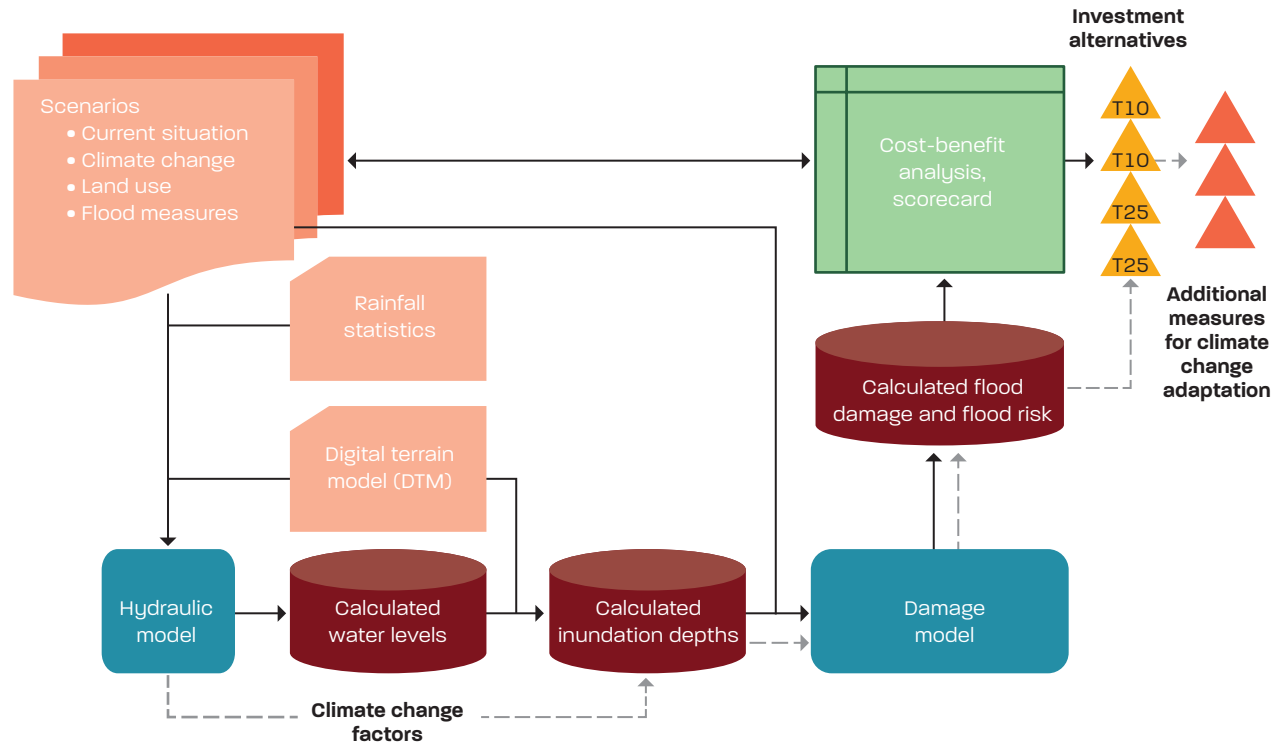 Investment
alternatives
Scenarios
• Current situation
• Climate change
• Land use
• Flood measures
Cost-benefit
analysis,
scorecard
T10
T10
T25
T25
Additional
measures
for climate
change
adaptation
Rainfall
statistics
Calculated flood
damage and flood risk
Digital terrain
model (DTM)
Hydraulic
model
Calculated
water levels
Calculated
inundation depths
Damage
model
Climate change
factors